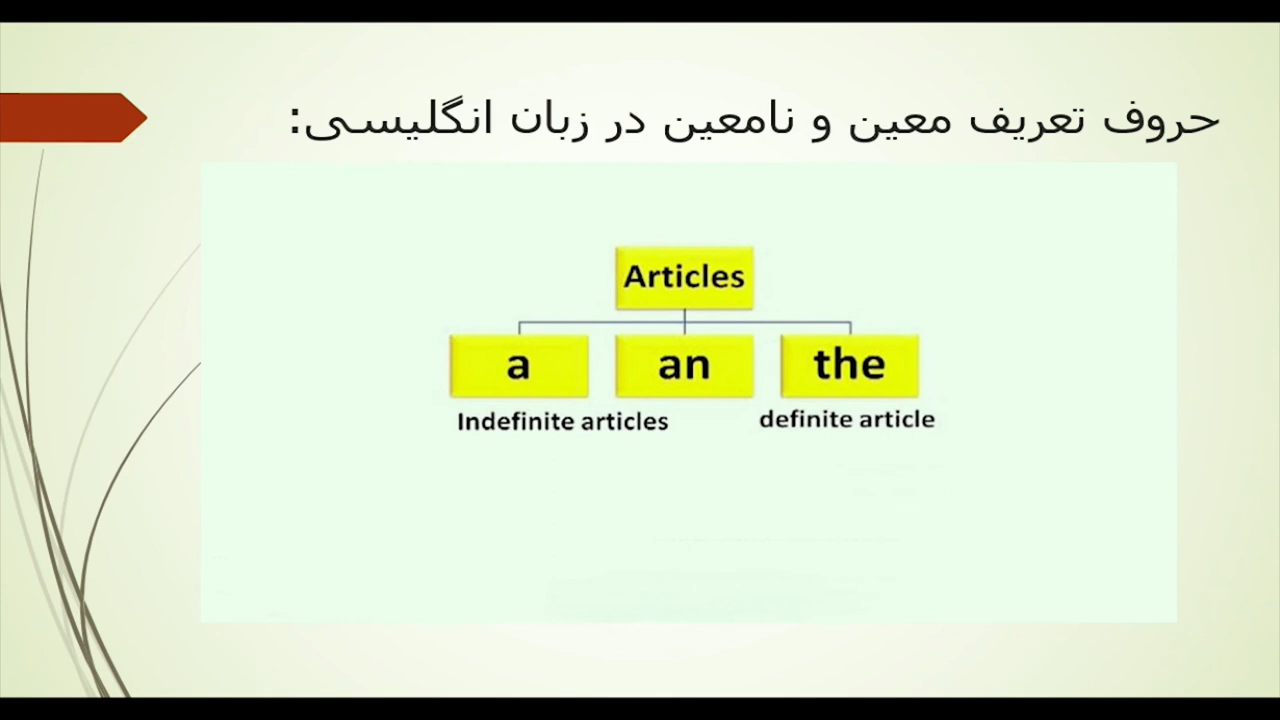 حروف تعریف معین و نامعین در زبان انگلیسی:
Articles
a an the
Indefinite articles definite article